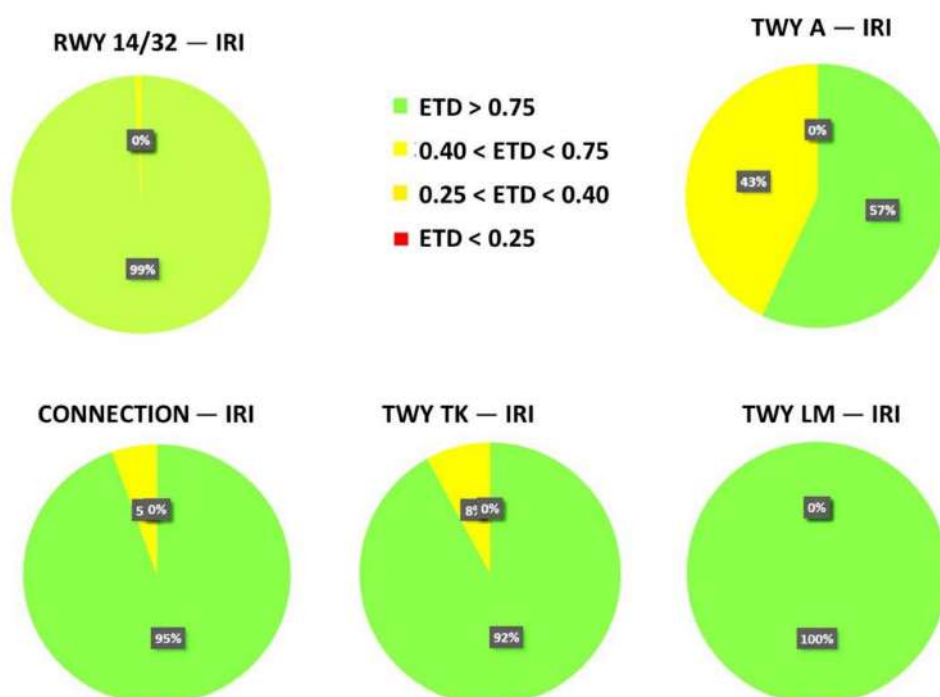 RWY 14/32 — IRI
0%
99%
ETD > 0.75
0.40 < ETD < 0.75
0.25 < ETD < 0.40
ETD < 0.25
TWY A — IRI
0%
43%
57%
CONNECTION — IRI
5 0%
95%
TWY TK — IRI
8% 0%
92%
TWY LM — IRI
0%
100%